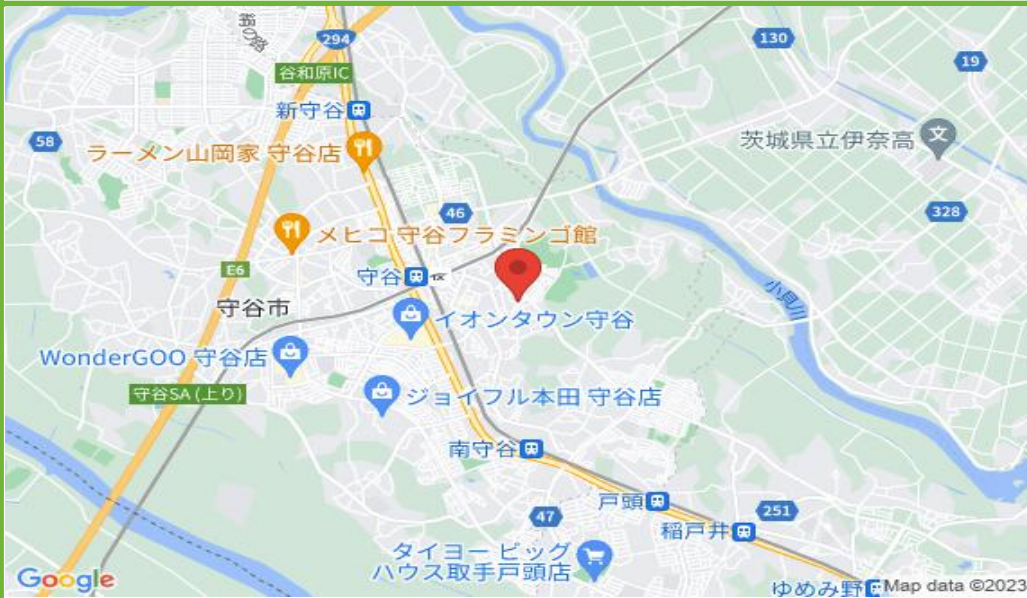 294
130
19
谷和原IC
新守谷
58
ラーメン山岡家 守谷店
茨城県立伊奈高
文
46
328
メヒコ 守谷フラミンゴ館
E6
守谷
守谷市
小貝川
イオンタウン守谷
WonderGOO 守谷店
守谷SA (上り)
ジョイフル本田 守谷店
南守谷
戸頭
251
47
稲戸井
タイヨー ビッグ
ハウス取手戸頭店
Google
ゆめみ野
Map data ©2023